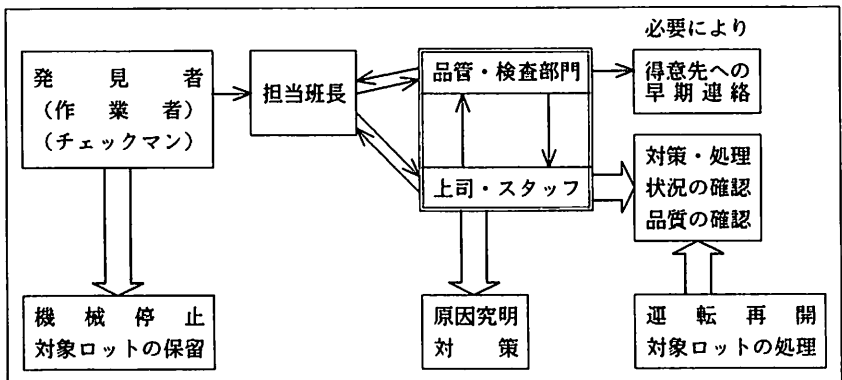 必要により
発見者
(作業者)
(チェックマン)
担当班長
品管・検査部門
得意先への
早期連絡
上司・スタッフ
対策・処理
状況の確認
品質の確認
機械停止
対象ロットの保留
原因究明
対策
運転再開
対象ロットの処理